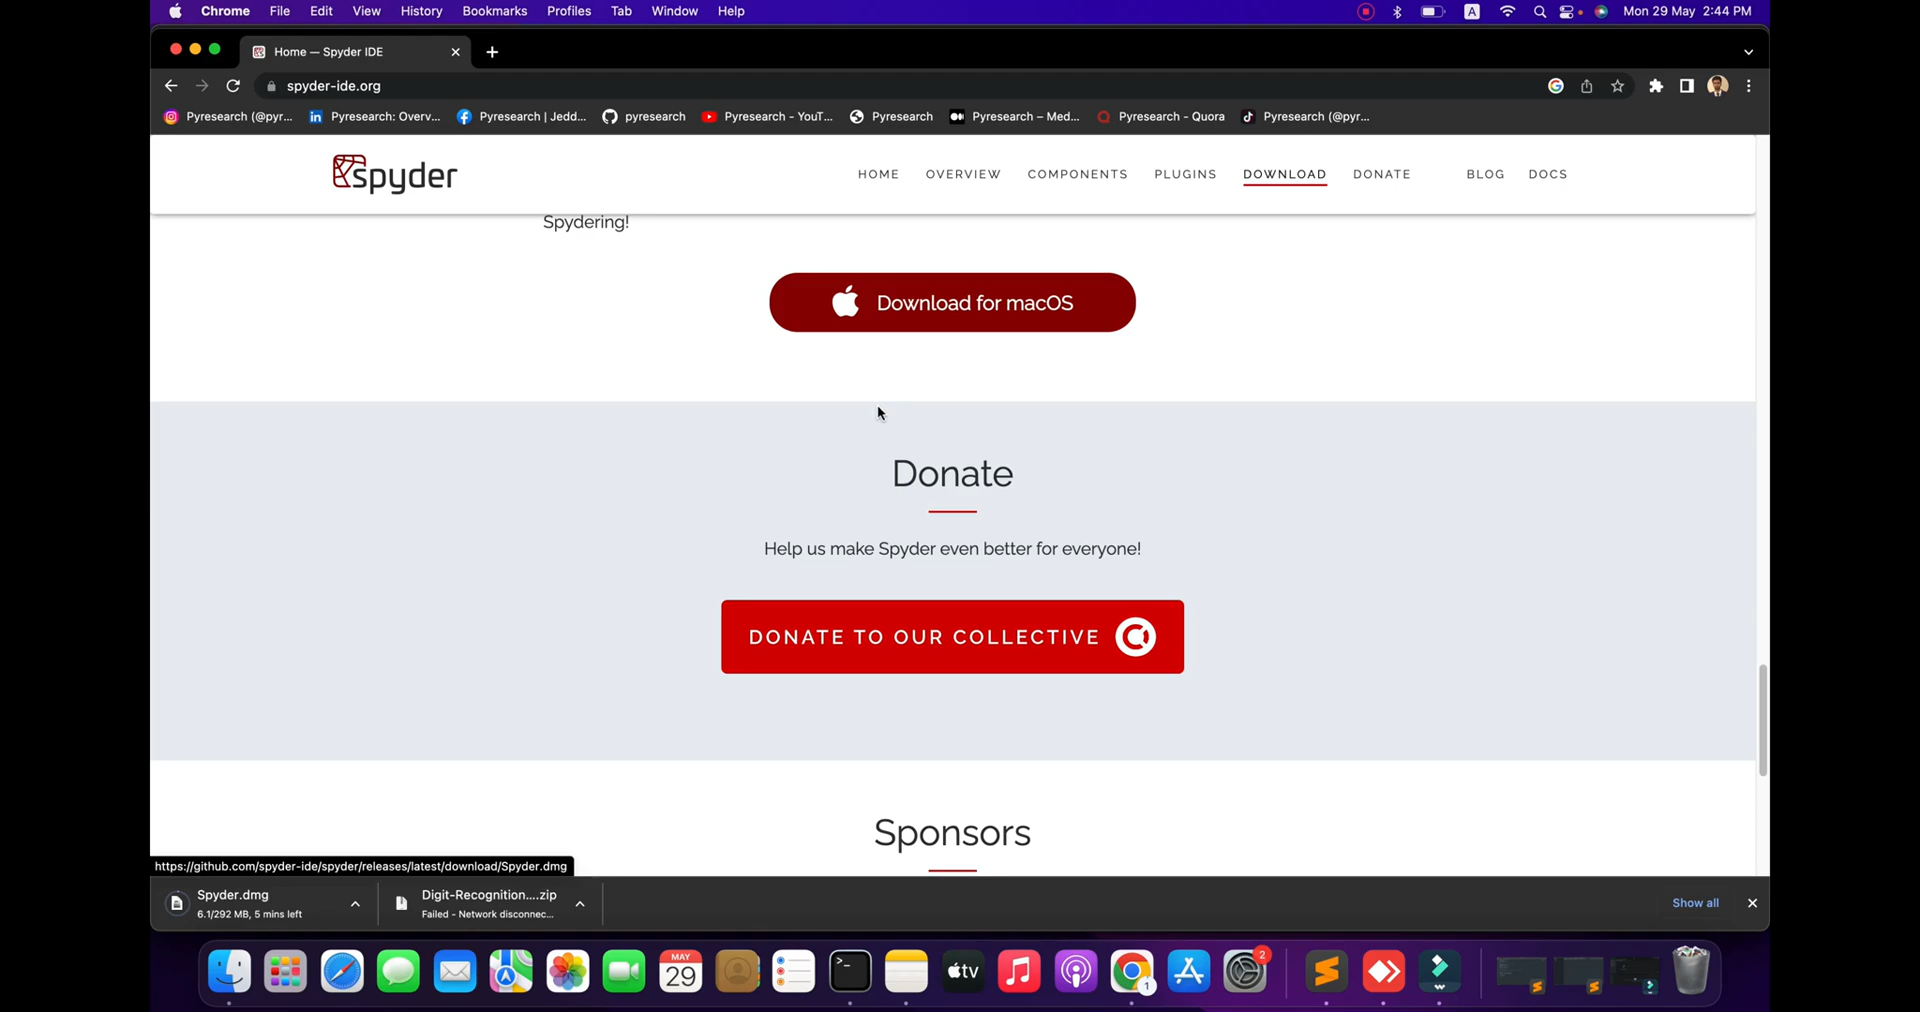 Chrome File Edit View History Bookmarks Profiles Tab Window Help A Mon 29 May 2:44 PM
Home — Spyder IDE
spyder-ide.org
Pyresearch (@pyr... Pyresearch: Overv... Pyresearch | Jedd... pyresearch Pyresearch - YouT... Pyresearch Pyresearch – Med... Pyresearch - Quora Pyresearch (@pyr...
spyder HOME OVERVIEW COMPONENTS PLUGINS DOWNLOAD DONATE BLOG DOCS
Spydering!
Download for macOS
Donate
Help us make Spyder even better for everyone!
DONATE TO OUR COLLECTIVE
Sponsors
https://github.com/spyder-ide/spyder/releases/latest/download/Spyder.dmg
Spyder.dmg
6.1/292 MB, 5 mins left
Digit-Recognition....zip
Failed - Network disconnec...
Show all
MAY
29
tv
1
2